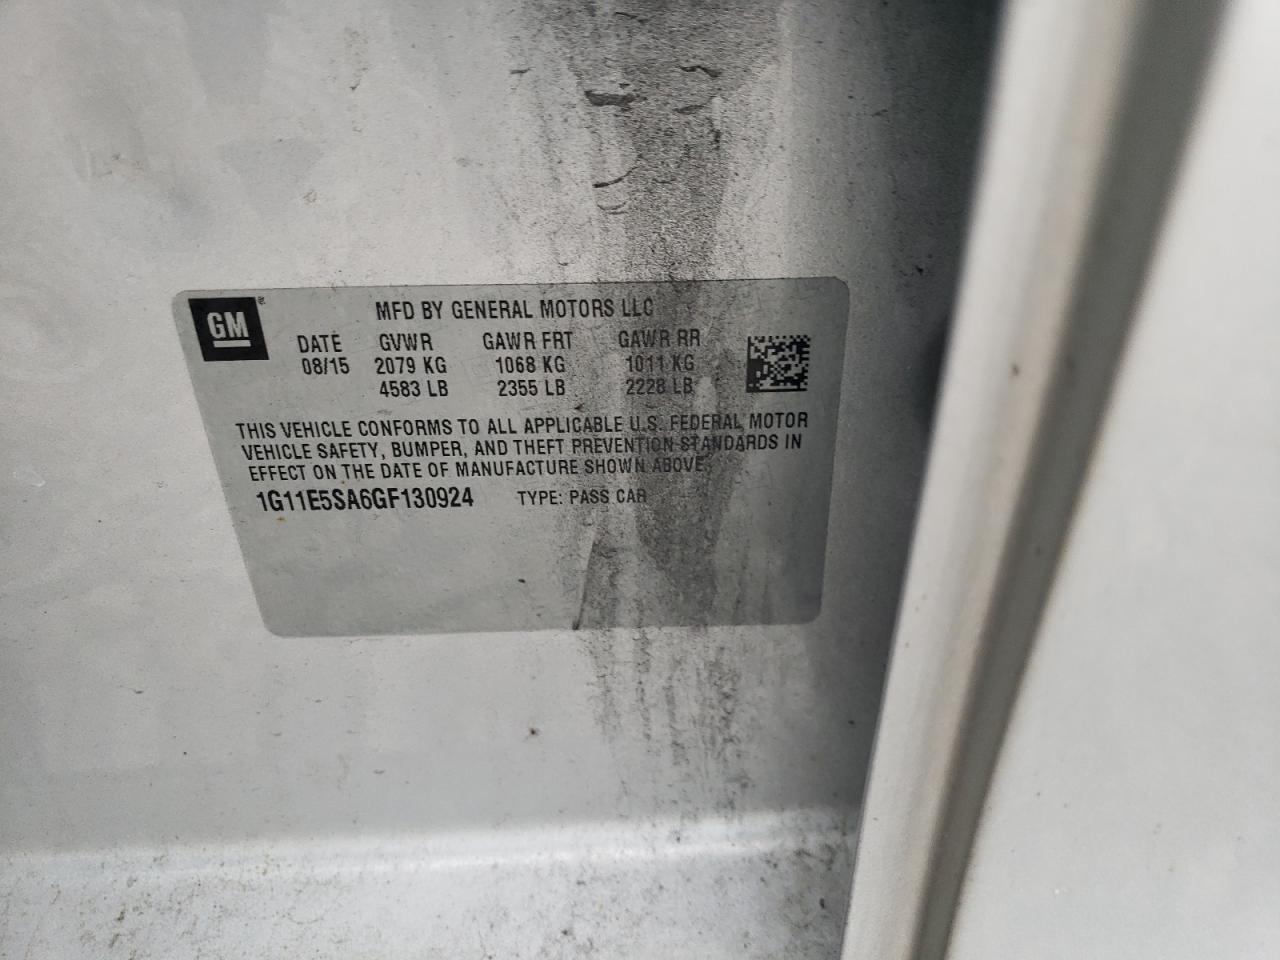 GM ®
MFD BY GENERAL MOTORS LLC
DATE GVWR GAWR FRT GAWR RR
08/15 2079 KG 1068 KG 1011 KG
4583 LB 2355 LB 2228 LB
THIS VEHICLE CONFORMS TO ALL APPLICABLE U.S. FEDERAL MOTOR
VEHICLE SAFETY, BUMPER, AND THEFT PREVENTION STANDARDS IN
EFFECT ON THE DATE OF MANUFACTURE SHOWN ABOVE.
1G11E5SA6GF130924 TYPE: PASS CAR